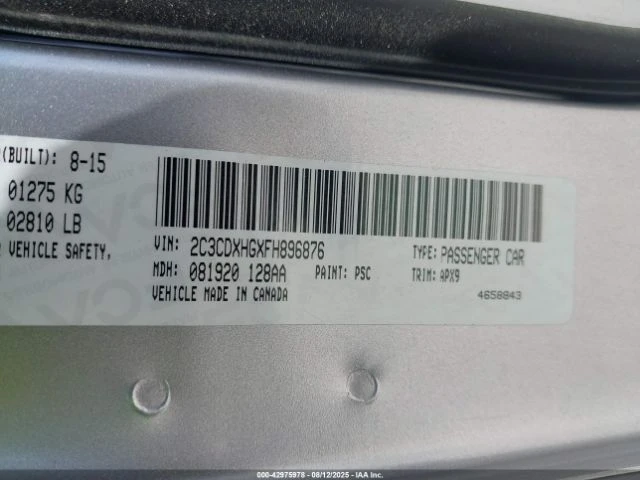 (BUILT): 8-15
01275 KG
02810 LB
VEHICLE SAFETY,
VIN: 2C3CDXHGXFH896876
TYPE: PASSENGER CAR
MDH: 081920 128AA
PAINT: PSC
TRIM: APX9
VEHICLE MADE IN CANADA
4658843
000-42975978 - 08/12/2025 - IAA, Inc.